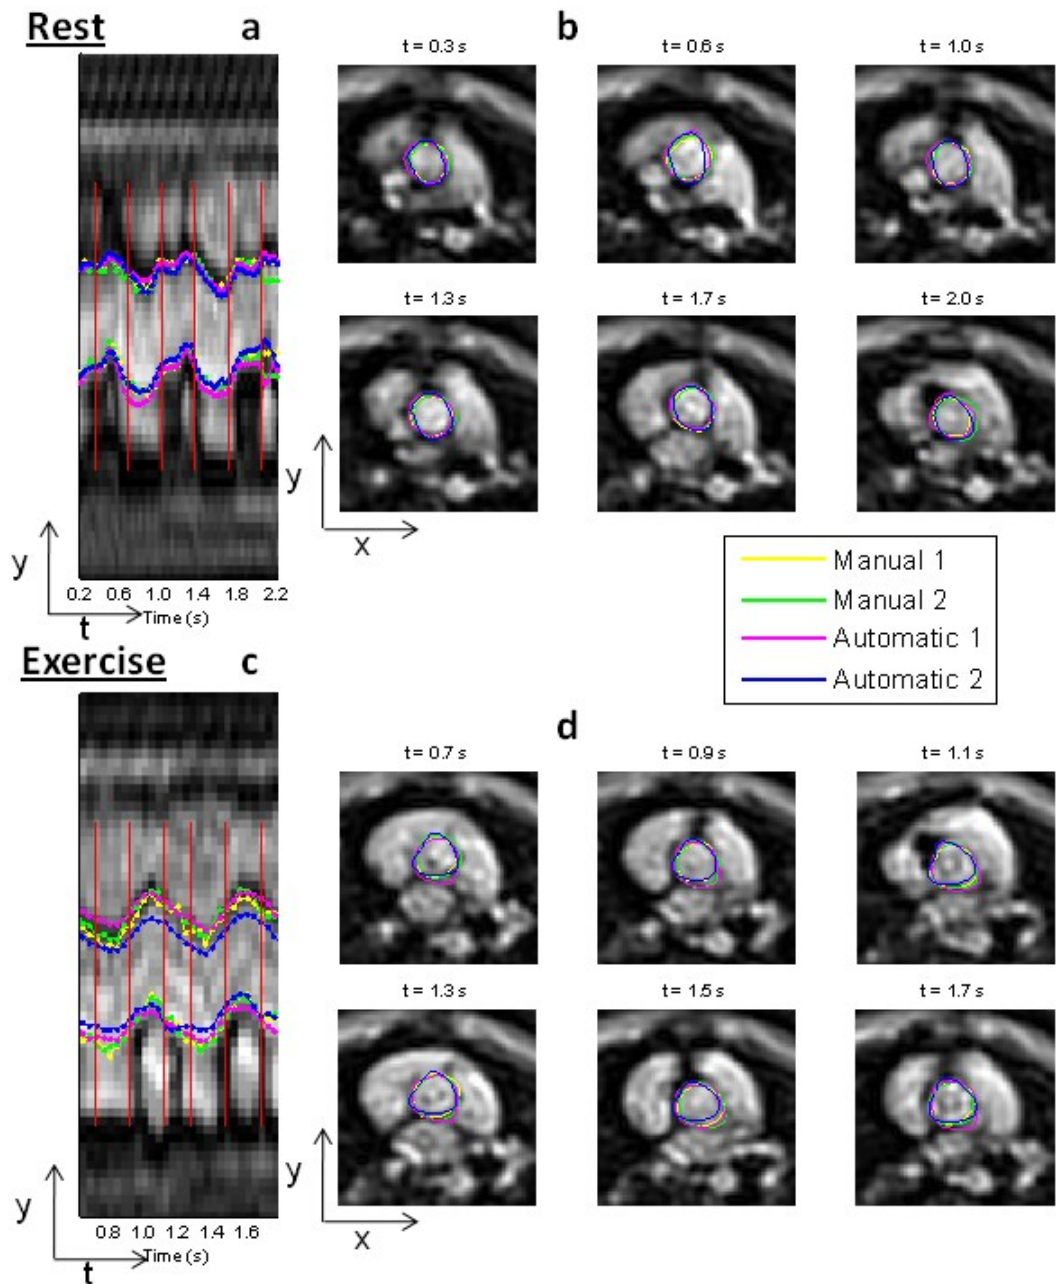 Rest a
b
t = 0.3 s
t = 0.6 s
t = 1.0 s
t = 1.3 s
t = 1.7 s
t = 2.0 s
y
x
y
0.2 0.6 1.0 1.4 1.8 2.2
t
Time (s)
Manual 1
Manual 2
Automatic 1
Automatic 2
Exercise c
d
t = 0.7 s
t = 0.9 s
t = 1.1 s
t = 1.3 s
t = 1.5 s
t = 1.7 s
y
x
y
0.8 1.0 1.2 1.4 1.6
t
Time (s)